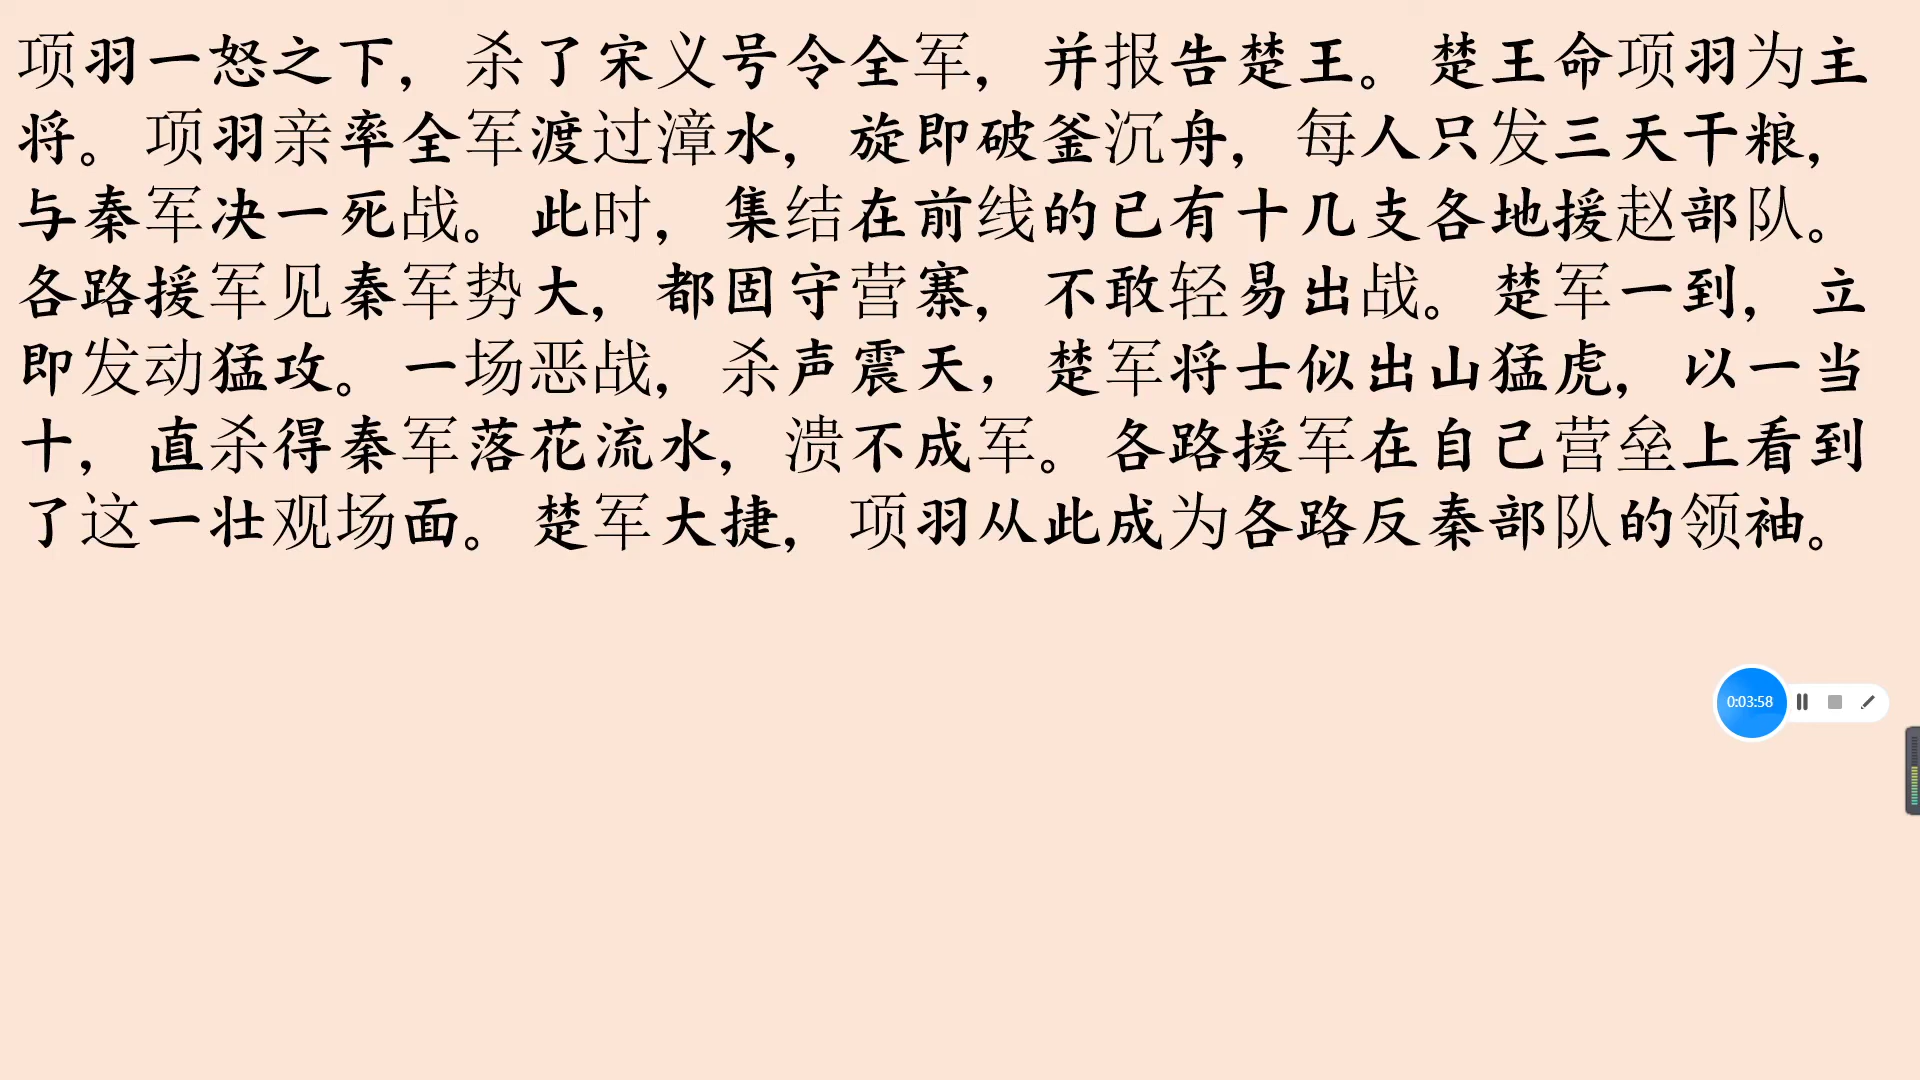 项羽一怒之下，杀了宋义号令全军，并报告楚王。楚王命项羽为主
将。项羽亲率全军渡过漳水，旋即破釜沉舟，每人只发三天干粮，
与秦军决一死战。此时，集结在前线的已有十几支各地援赵部队。
各路援军见秦军势大，都固守营寨，不敢轻易出战。楚军一到，立
即发动猛攻。一场恶战，杀声震天，楚军将士似出山猛虎，以一当
十，直杀得秦军落花流水，溃不成军。各路援军在自己营垒上看到
了这一壮观场面。楚军大捷，项羽从此成为各路反秦部队的领袖。
0:03:58